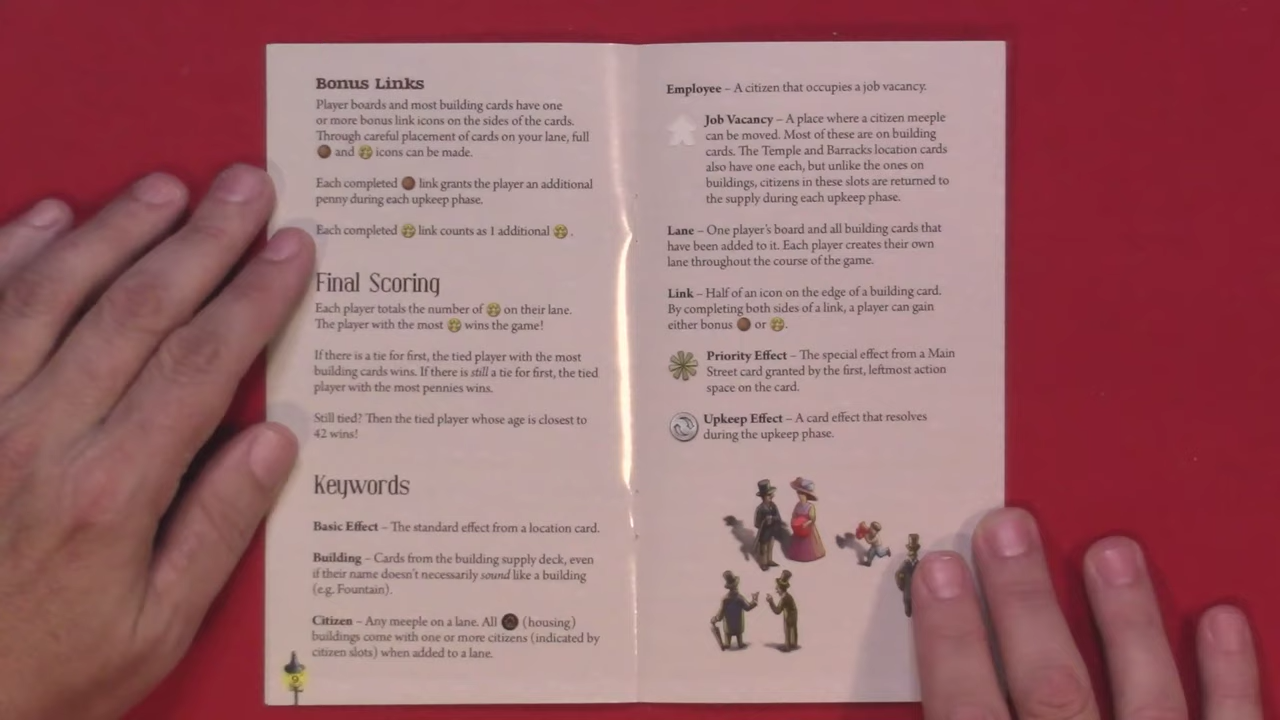 Bonus Links
Player boards and most building cards have one
or more bonus link icons on the sides of the cards.
Through careful placement of cards on your lane, full
and icons can be made.
Each completed link grants the player an additional
penny during each upkeep phase.
Each completed link counts as 1 additional .
Final Scoring
Each player totals the number of on their lane.
The player with the most wins the game!
If there is a tie for first, the tied player with the most
building cards wins. If there is still a tie for first, the tied
player with the most pennies wins.
Still tied? Then the tied player whose age is closest to
42 wins!
Keywords
Basic Effect – The standard effect from a location card.
Building – Cards from the building supply deck, even
if their name doesn't necessarily sound like a building
(e.g. Fountain).
Citizen – Any meeple on a lane. All (housing)
buildings come with one or more citizens (indicated by
citizen slots) when added to a lane.
9
Employee – A citizen that occupies a job vacancy.
Job Vacancy – A place where a citizen meeple
can be moved. Most of these are on building
cards. The Temple and Barracks location cards
also have one each, but unlike the ones on
buildings, citizens in these slots are returned to
the supply during each upkeep phase.
Lane – One player's board and all building cards that
have been added to it. Each player creates their own
lane throughout the course of the game.
Link – Half of an icon on the edge of a building card.
By completing both sides of a link, a player can gain
either bonus or .
Priority Effect – The special effect from a Main
Street card granted by the first, leftmost action
space on the card.
Upkeep Effect – A card effect that resolves
during the upkeep phase.